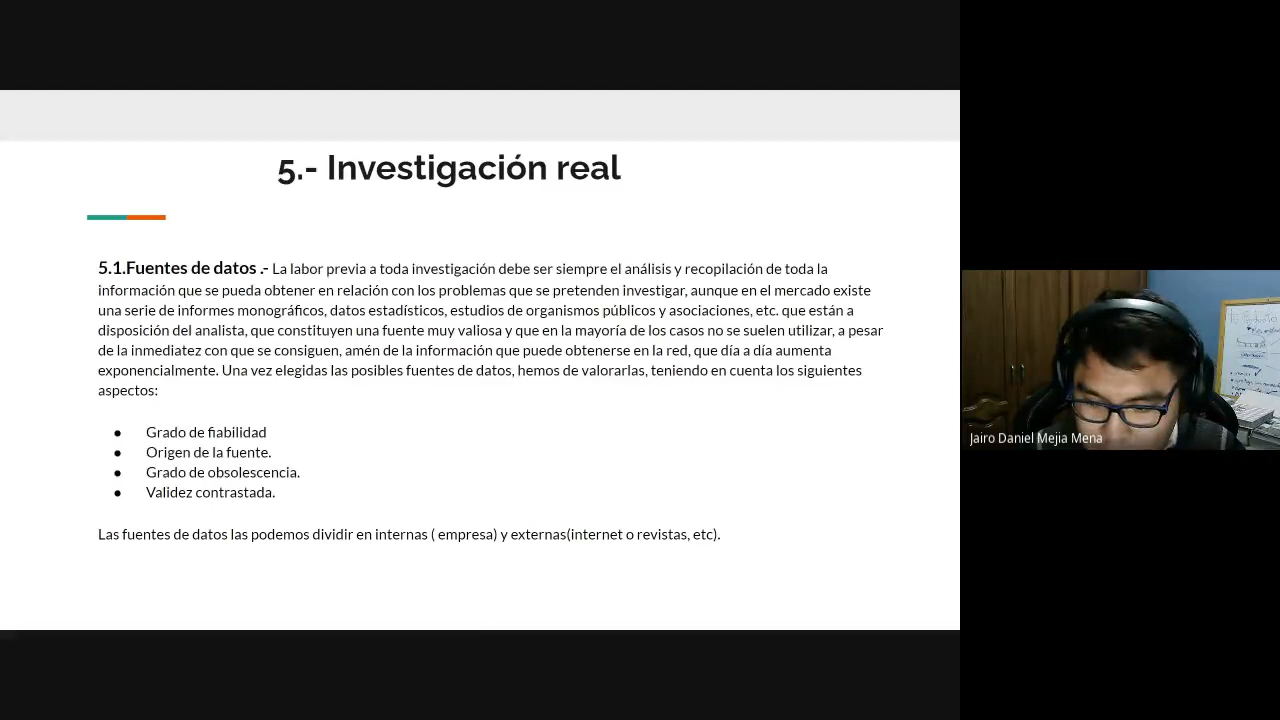 5.- Investigación real
5.1.Fuentes de datos .- La labor previa a toda investigación debe ser siempre el análisis y recopilación de toda la
información que se pueda obtener en relación con los problemas que se pretenden investigar, aunque en el mercado existe
una serie de informes monográficos, datos estadísticos, estudios de organismos públicos y asociaciones, etc. que están a
disposición del analista, que constituyen una fuente muy valiosa y que en la mayoría de los casos no se suelen utilizar, a pesar
de la inmediatez con que se consiguen, amén de la información que puede obtenerse en la red, que día a día aumenta
exponencialmente. Una vez elegidas las posibles fuentes de datos, hemos de valorarlas, teniendo en cuenta los siguientes
aspectos:
● Grado de fiabilidad
● Origen de la fuente.
● Grado de obsolescencia.
● Validez contrastada.
Las fuentes de datos las podemos dividir en internas ( empresa) y externas(internet o revistas, etc).
Jairo Daniel Mejia Mena